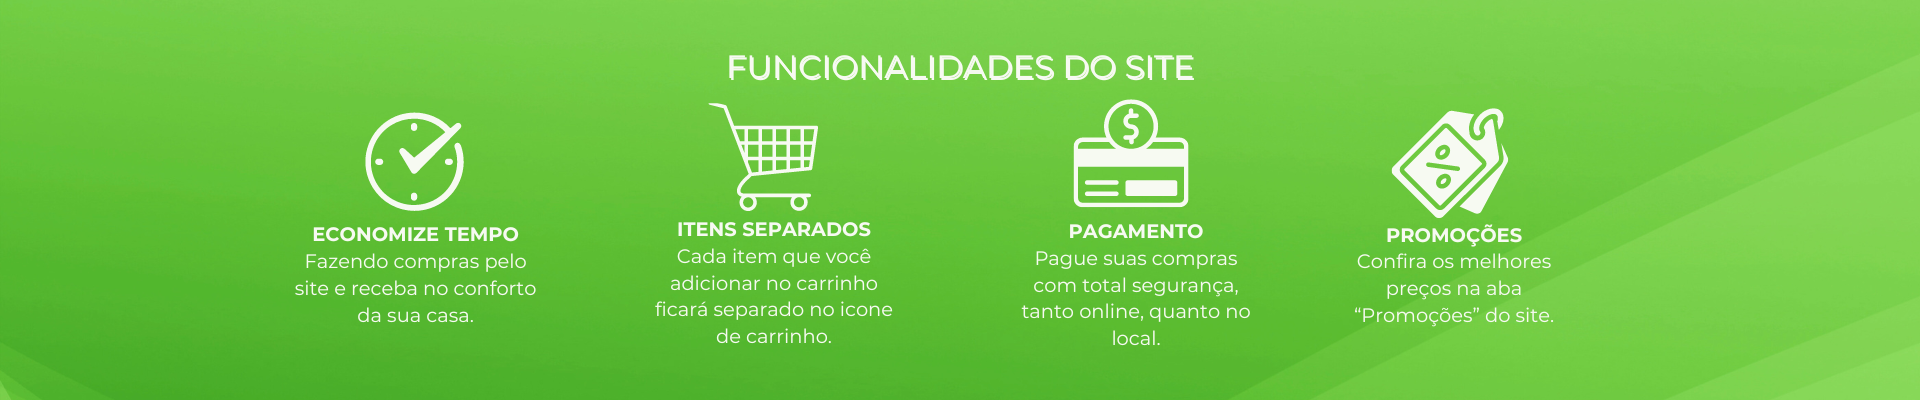 FUNCIONALIDADES DO SITE
ECONOMIZE TEMPO
Fazendo compras pelo
site e receba no conforto
da sua casa.
ITENS SEPARADOS
Cada item que você
adicionar no carrinho
ficará separado no icone
de carrinho.
$
PAGAMENTO
Pague suas compras
com total segurança,
tanto online, quanto no
local.
%
PROMOÇÕES
Confira os melhores
preços na aba
“Promoções” do site.